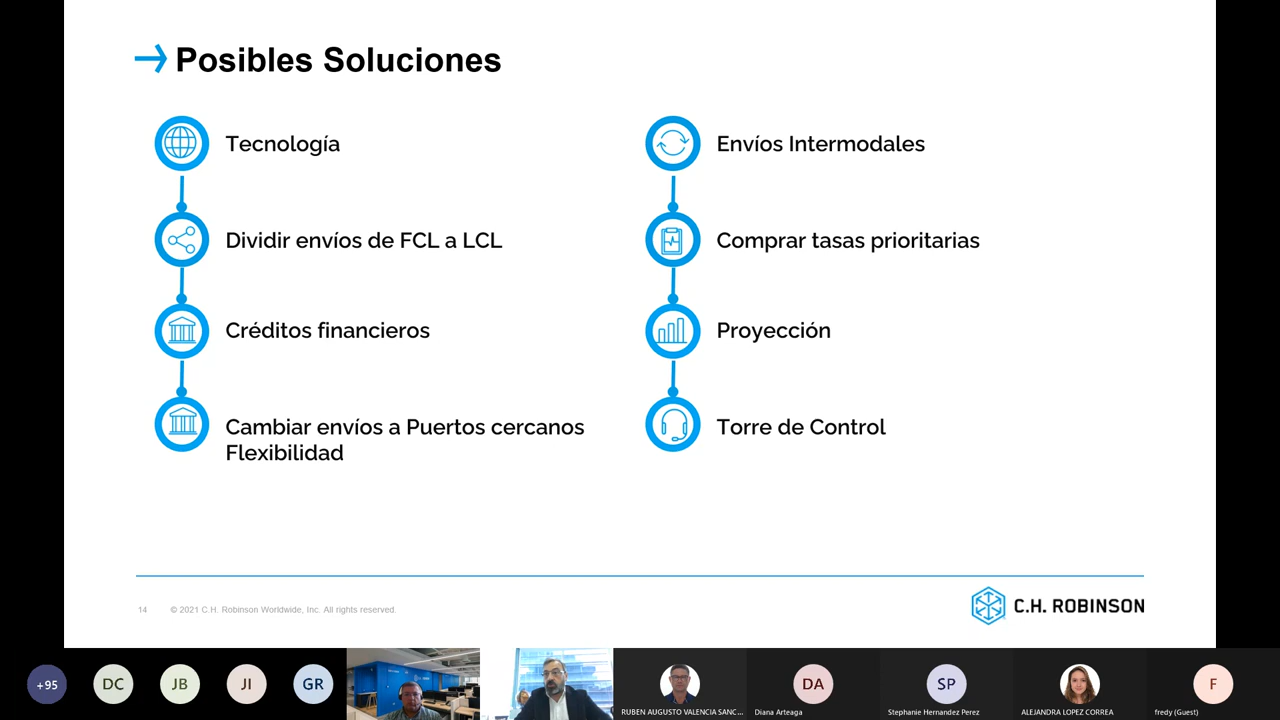 Posibles Soluciones
Tecnología
Dividir envíos de FCL a LCL
Créditos financieros
Cambiar envíos a Puertos cercanos
Flexibilidad
Envíos Intermodales
Comprar tasas prioritarias
Proyección
Torre de Control
14 © 2021 C.H. Robinson Worldwide, Inc. All rights reserved.
C.H. ROBINSON
+95
DC
JB
JI
GR
RUBEN AUGUSTO VALENCIA SANC...
DA
Diana Arteaga
SP
Stephanie Hernandez Perez
ALEJANDRA LOPEZ CORREA
F
fredy (Guest)